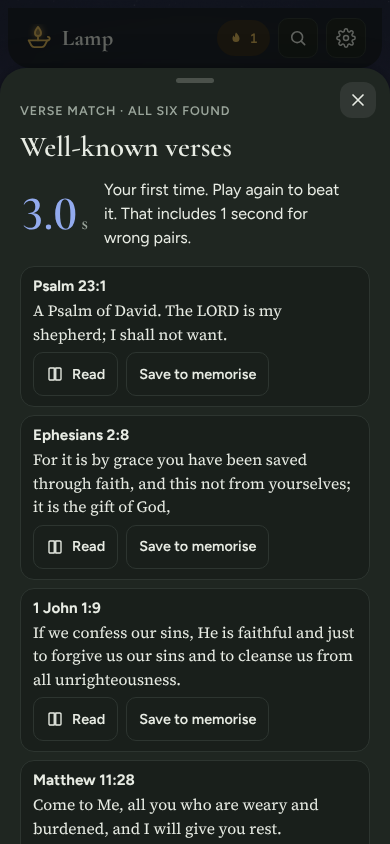 Lamp
1
VERSE MATCH · ALL SIX FOUND
Well-known verses
3.0 s
Your first time. Play again to beat
it. That includes 1 second for
wrong pairs.
Psalm 23:1
A Psalm of David. The LORD is my
shepherd; I shall not want.
Read
Save to memorise
Ephesians 2:8
For it is by grace you have been saved
through faith, and this not from yourselves;
it is the gift of God,
Read
Save to memorise
1 John 1:9
If we confess our sins, He is faithful and just
to forgive us our sins and to cleanse us from
all unrighteousness.
Read
Save to memorise
Matthew 11:28
Come to Me, all you who are weary and
burdened, and I will give you rest.